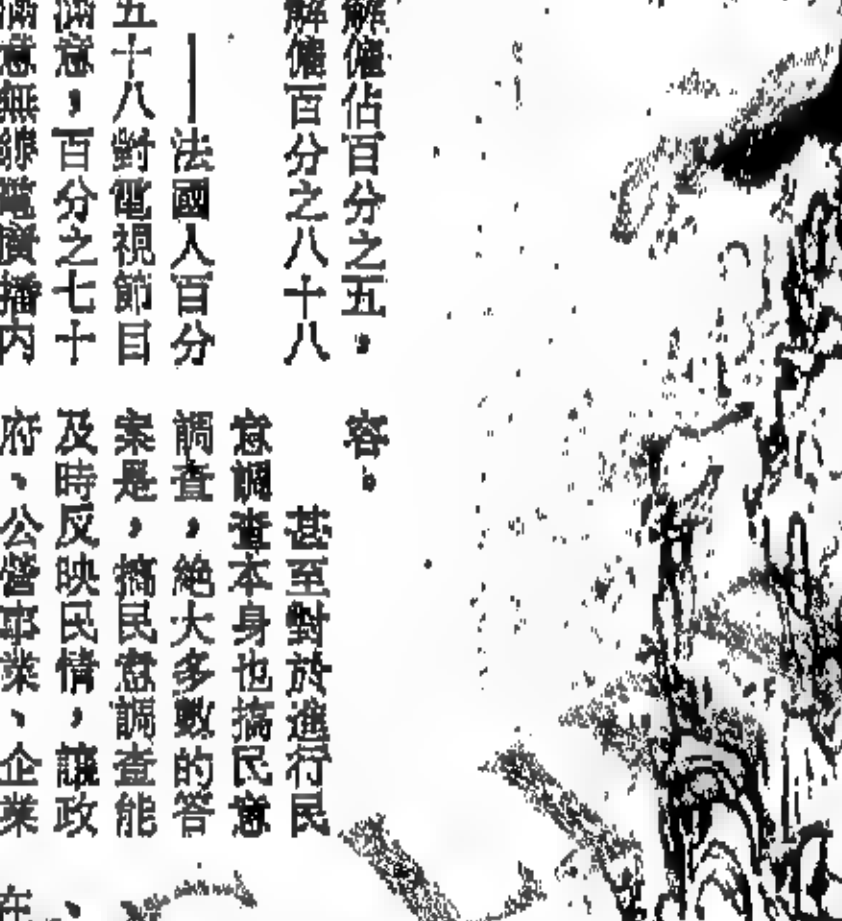 解僱佔百分之五。
解僱百分之八十八
——法國人百分
五十八對電視節目
滿意，百分之七十
滿意無線電廣播內
容。
甚至對於進行民
意調查本身也搞民意
調查，絕大多數的答
案是，搞民意調查能
及時反映民情，讓政
府、公營事業、企業
、
在